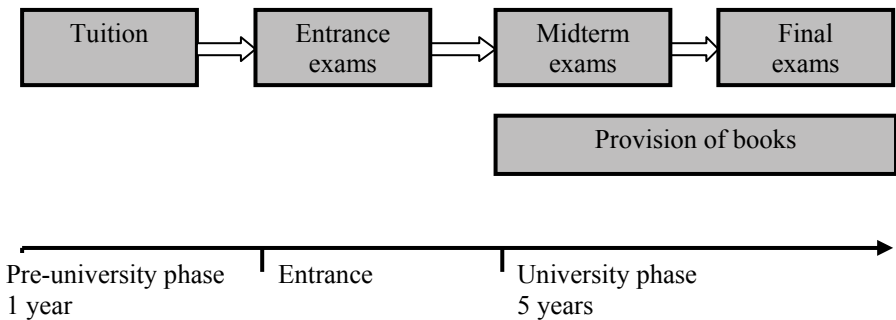 Tuition
Entrance
exams
Midterm
exams
Final
exams
Provision of books
Pre-university phase
1 year
Entrance
University phase
5 years